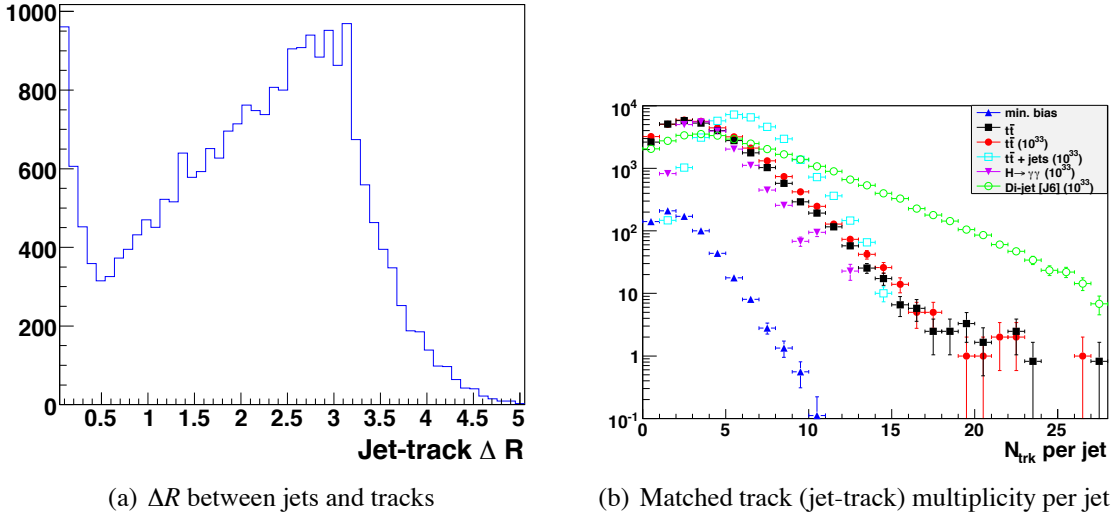 1000
800
600
400
200
0
0.5 1 1.5 2 2.5 3 3.5 4 4.5 5
Jet-track Δ R
(a) ΔR between jets and tracks
10⁴
10³
10²
10
1
10⁻¹
min. bias
tt̄
tt̄ (10³³)
tt̄ + jets (10³³)
H→ γγ (10³³)
Di-jet [J6] (10³³)
0 5 10 15 20 25
N_trk per jet
(b) Matched track (jet-track) multiplicity per jet